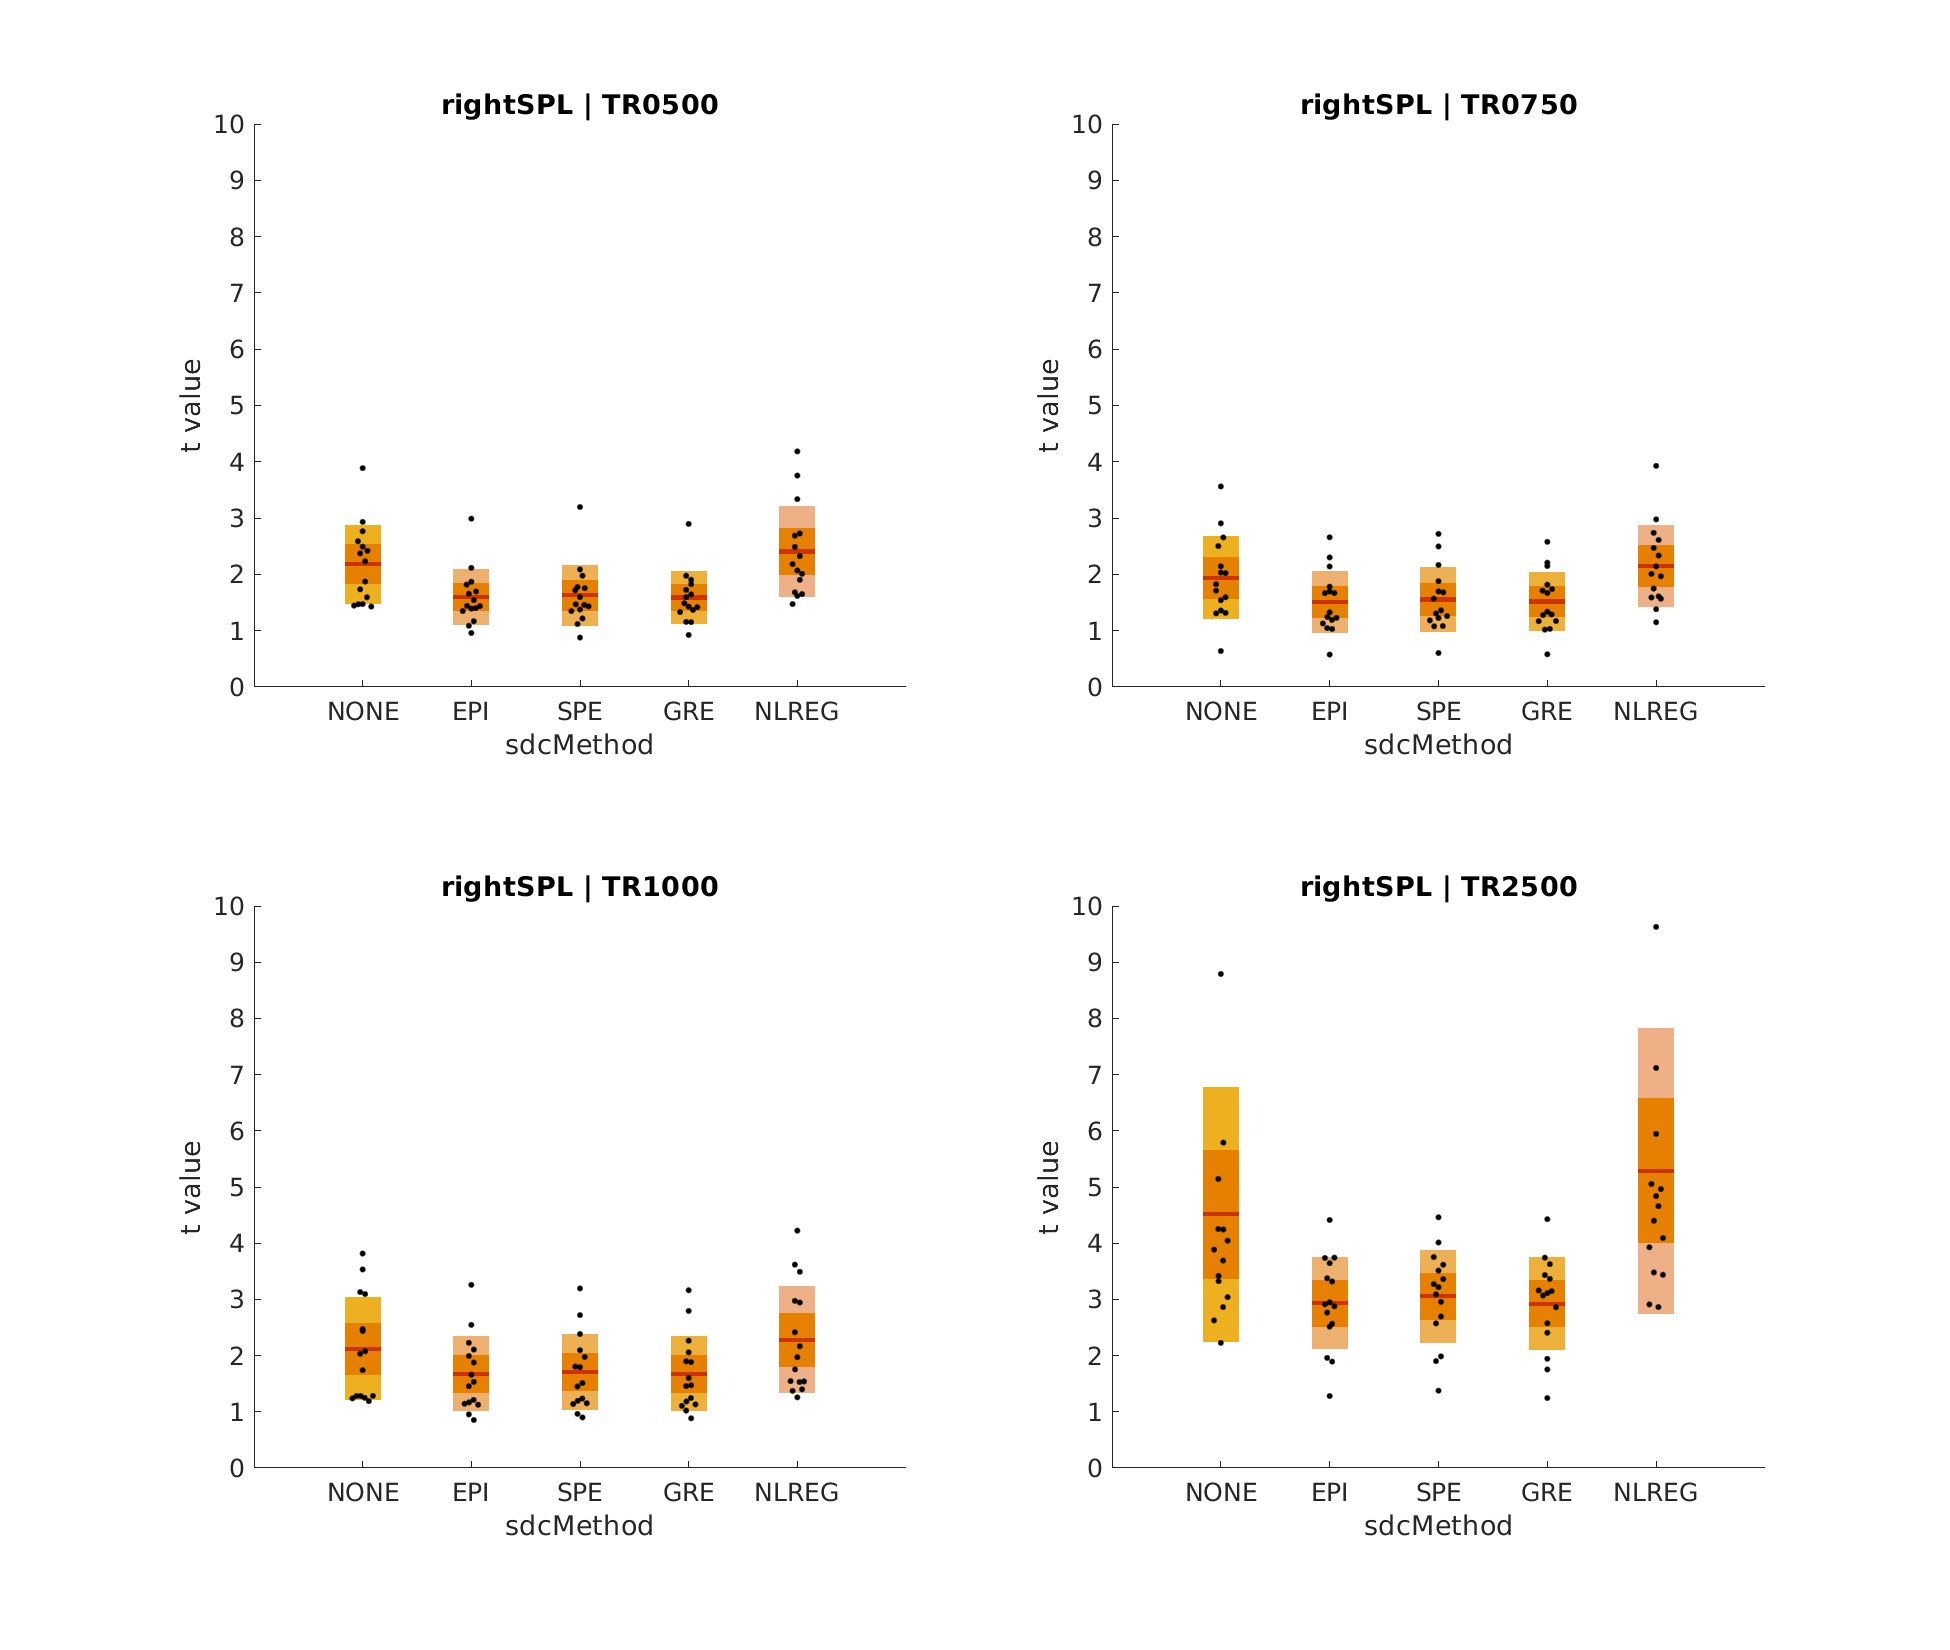 rightSPL | TR0500
10
9
8
7
6
5
4
3
2
1
0
t value
NONE EPI SPE GRE NLREG
sdcMethod
rightSPL | TR0750
10
9
8
7
6
5
4
3
2
1
0
t value
NONE EPI SPE GRE NLREG
sdcMethod
rightSPL | TR1000
10
9
8
7
6
5
4
3
2
1
0
t value
NONE EPI SPE GRE NLREG
sdcMethod
rightSPL | TR2500
10
9
8
7
6
5
4
3
2
1
0
t value
NONE EPI SPE GRE NLREG
sdcMethod